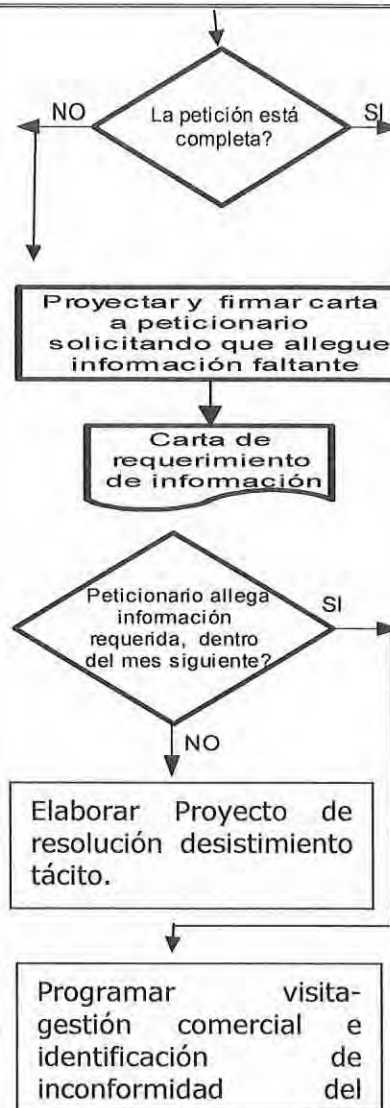 La petición está
completa?
NO
SI
Proyectar y firmar carta
a peticionario
solicitando que allegue
información faltante
Carta de
requerimiento
de información
Peticionario allega
información
requerida, dentro
del mes siguiente?
SI
NO
Elaborar Proyecto de
resolución desistimiento
tácito.
Programar visita-
gestión comercial e
identificación de
inconformidad del